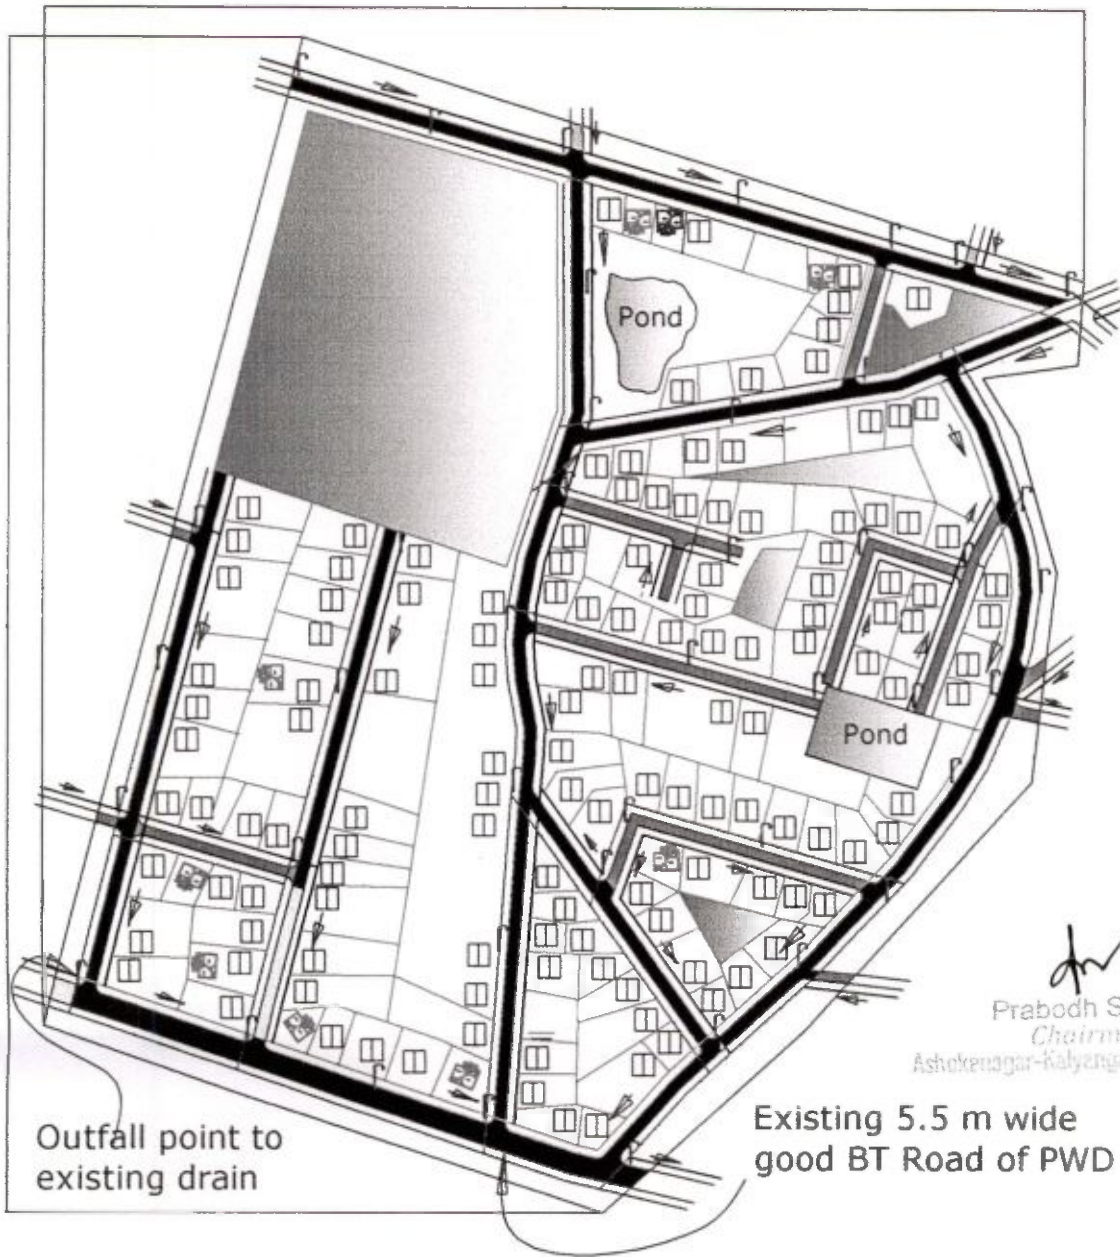 Pond
Pond
Prabodh S
Chairm
Ashokenagar-Kalyanga
Outfall point to
existing drain
Existing 5.5 m wide
good BT Road of PWD